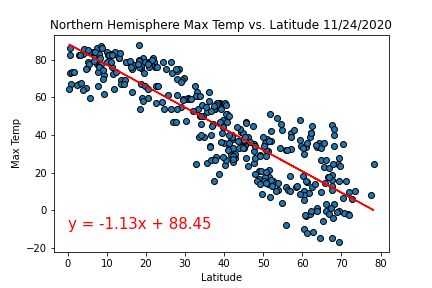 Northern Hemisphere Max Temp vs. Latitude 11/24/2020
80
60
40
20
0
−20
Max Temp
y = -1.13x + 88.45
0 10 20 30 40 50 60 70 80
Latitude